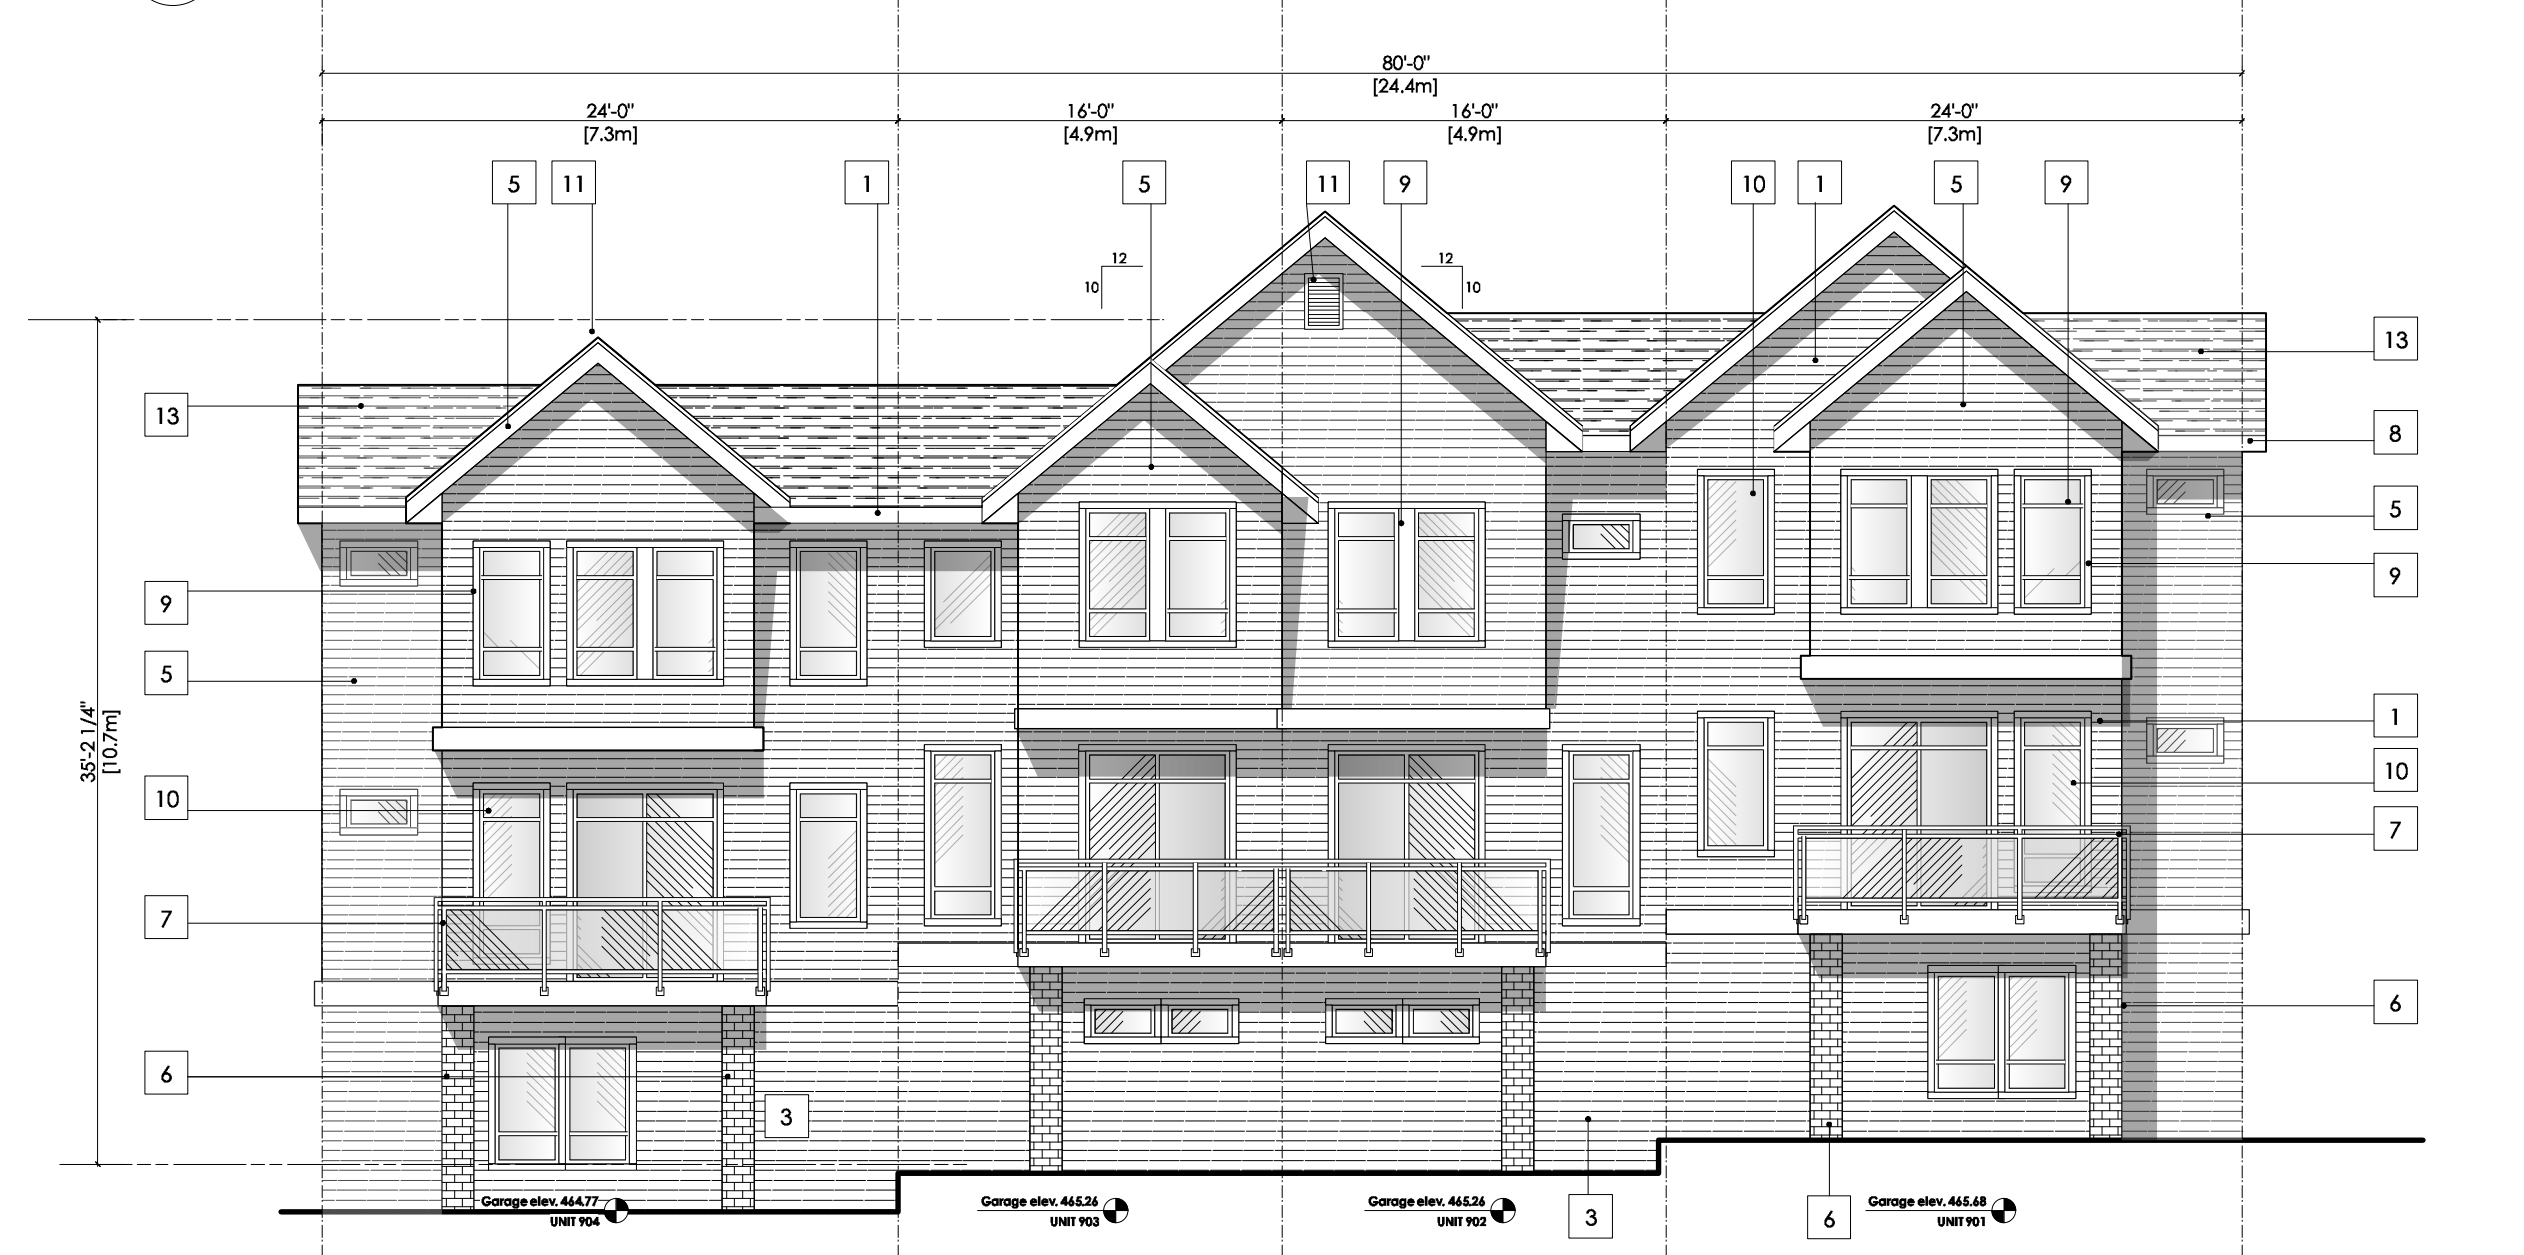 80'-0"
[24.4m]
24'-0" 16'-0" 16'-0" 24'-0"
[7.3m] [4.9m] [4.9m] [7.3m]
5 11 1 5 11 9 10 1 5 9
12 12
10 10
13
13
8
5
9
9
5
35'-2 1/4"
[10.7m]
1
10
10
7
7
6
6
3
Garage elev. 464.77 Garage elev. 465.26 Garage elev. 465.26 Garage elev. 465.68
UNIT 904 UNIT 903 UNIT 902 UNIT 901
3 6